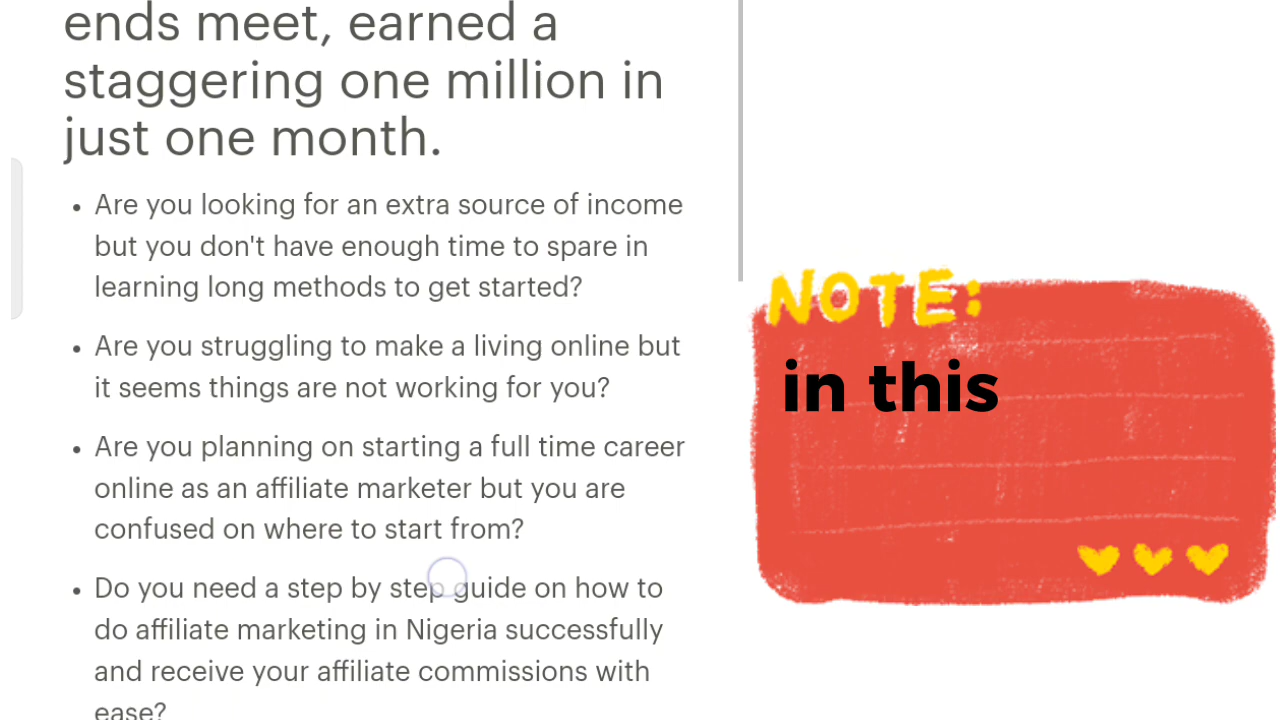 ends meet, earned a
staggering one million in
just one month.
• Are you looking for an extra source of income
but you don't have enough time to spare in
learning long methods to get started?
• Are you struggling to make a living online but
it seems things are not working for you?
• Are you planning on starting a full time career
online as an affiliate marketer but you are
confused on where to start from?
• Do you need a step by step guide on how to
do affiliate marketing in Nigeria successfully
and receive your affiliate commissions with
ease?
NOTE:
in this